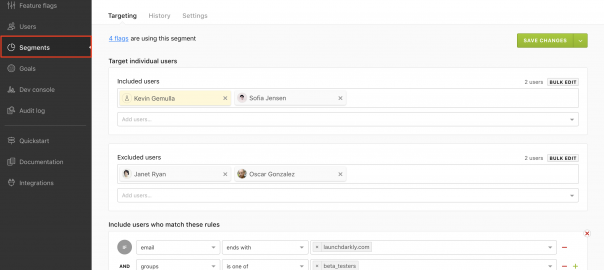 Feature flags
Users
Segments
Goals
Dev console
Audit log
Quickstart
Documentation
Integrations
Targeting History Settings
4 flags are using this segment
SAVE CHANGES
Target individual users
Included users 2 users BULK EDIT
Kevin Gemulla × Sofia Jensen ×
Add users...
Excluded users 2 users BULK EDIT
Janet Ryan × Oscar Gonzalez ×
Add users...
Include users who match these rules
IF email ends with × launchdarkly.com
AND groups is one of × beta_testers